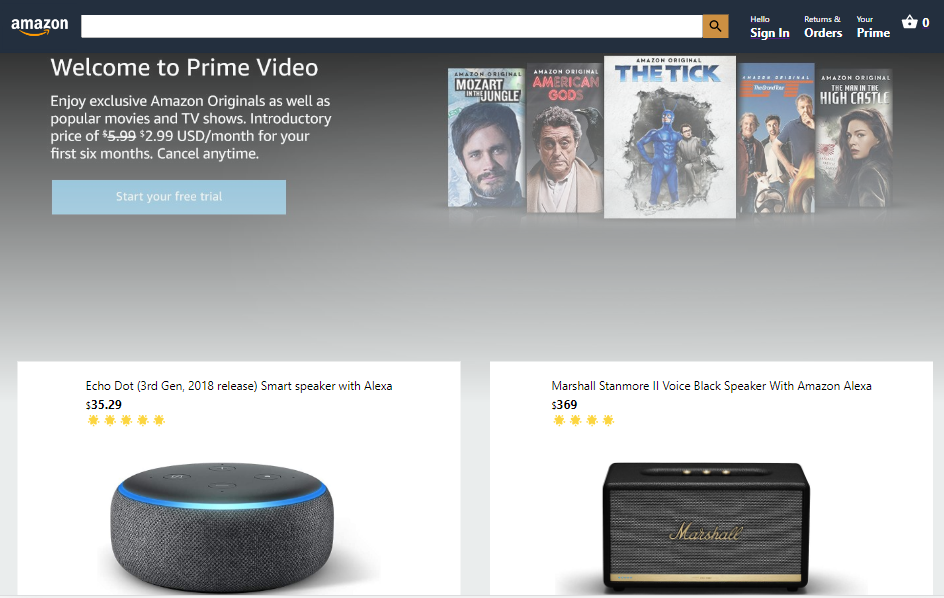 amazon
Hello
Sign In
Returns &
Orders
Your
Prime
0
Welcome to Prime Video
Enjoy exclusive Amazon Originals as well as
popular movies and TV shows. Introductory
price of $5.99 $2.99 USD/month for your
first six months. Cancel anytime.
Start your free trial
AMAZON ORIGINAL
MOZART
IN THE JUNGLE
AMAZON ORIGINAL
AMERICAN
GODS
AMAZON ORIGINAL
THE TICK
AMAZON ORIGINAL
The Grand Tour
AMAZON ORIGINAL
THE MAN IN THE
HIGH CASTLE
Echo Dot (3rd Gen, 2018 release) Smart speaker with Alexa
$35.29
Marshall Stanmore II Voice Black Speaker With Amazon Alexa
$369
Marshall